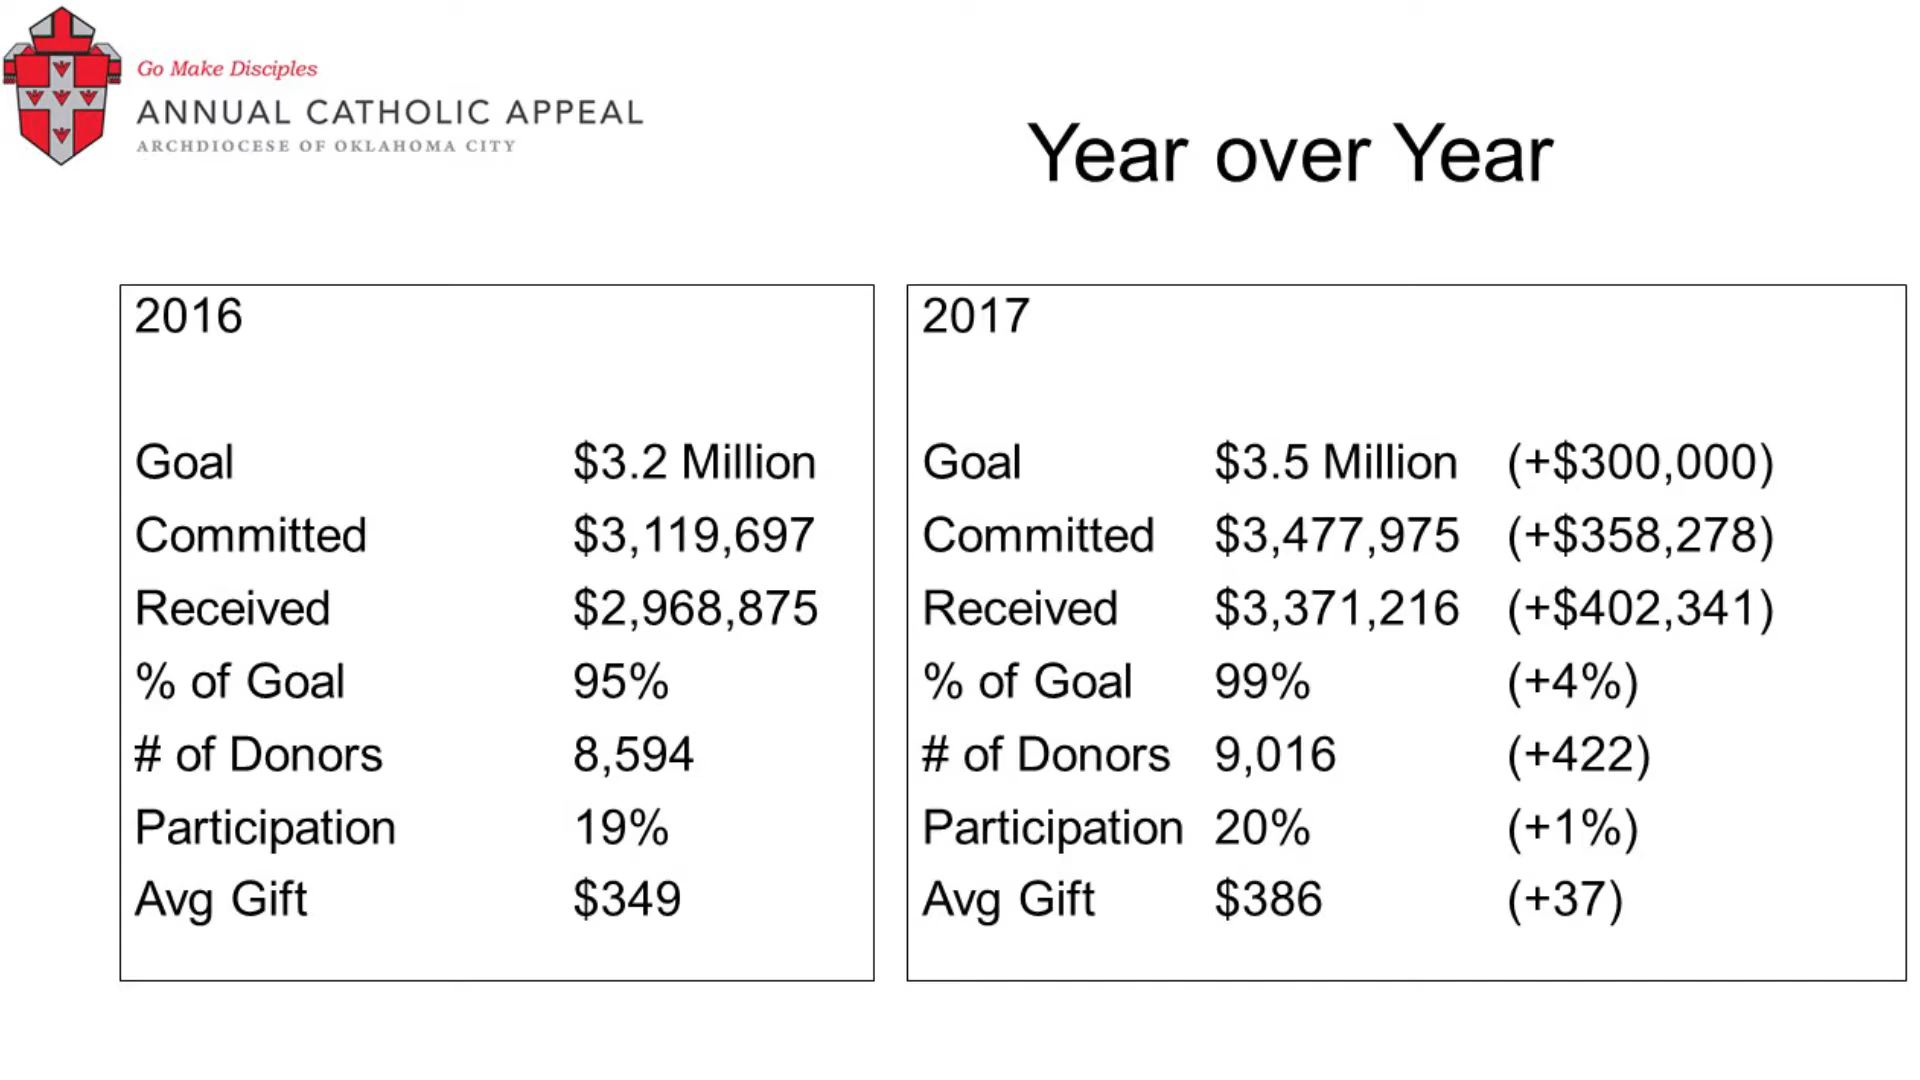 Go Make Disciples
ANNUAL CATHOLIC APPEAL
ARCHDIOCESE OF OKLAHOMA CITY
Year over Year
2016
Goal $3.2 Million
Committed $3,119,697
Received $2,968,875
% of Goal 95%
# of Donors 8,594
Participation 19%
Avg Gift $349
2017
Goal $3.5 Million (+$300,000)
Committed $3,477,975 (+$358,278)
Received $3,371,216 (+$402,341)
% of Goal 99% (+4%)
# of Donors 9,016 (+422)
Participation 20% (+1%)
Avg Gift $386 (+37)